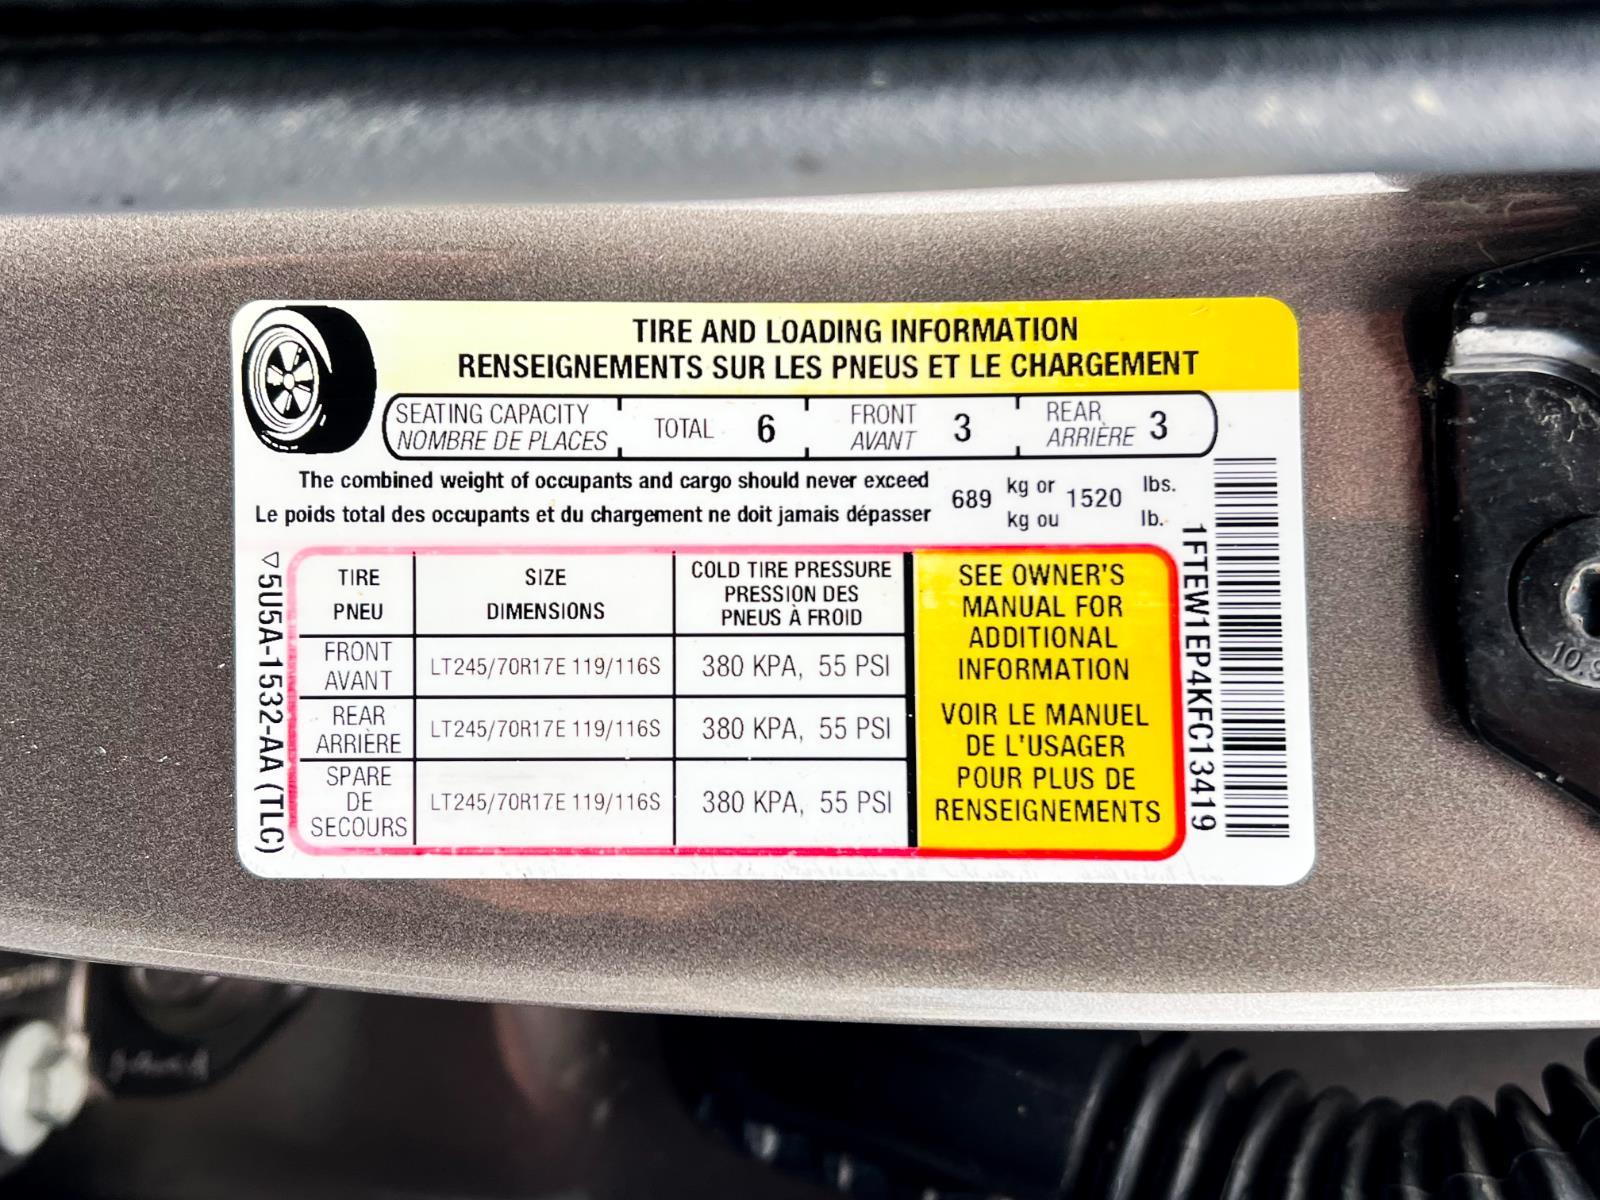 TIRE AND LOADING INFORMATION
RENSEIGNEMENTS SUR LES PNEUS ET LE CHARGEMENT
SEATING CAPACITY
NOMBRE DE PLACES
TOTAL 6
FRONT
AVANT
3
REAR
ARRIÈRE
3
The combined weight of occupants and cargo should never exceed
Le poids total des occupants et du chargement ne doit jamais dépasser
689 kg or 1520 lbs.
kg ou lb.
TIRE
PNEU
SIZE
DIMENSIONS
COLD TIRE PRESSURE
PRESSION DES
PNEUS À FROID
FRONT
AVANT
LT245/70R17E 119/116S
380 KPA, 55 PSI
REAR
ARRIÈRE
LT245/70R17E 119/116S
380 KPA, 55 PSI
SPARE
DE
SECOURS
LT245/70R17E 119/116S
380 KPA, 55 PSI
SEE OWNER'S
MANUAL FOR
ADDITIONAL
INFORMATION
VOIR LE MANUEL
DE L'USAGER
POUR PLUS DE
RENSEIGNEMENTS
5U5A-1532-AA (TLC)
1FTEW1EP4KFC13419